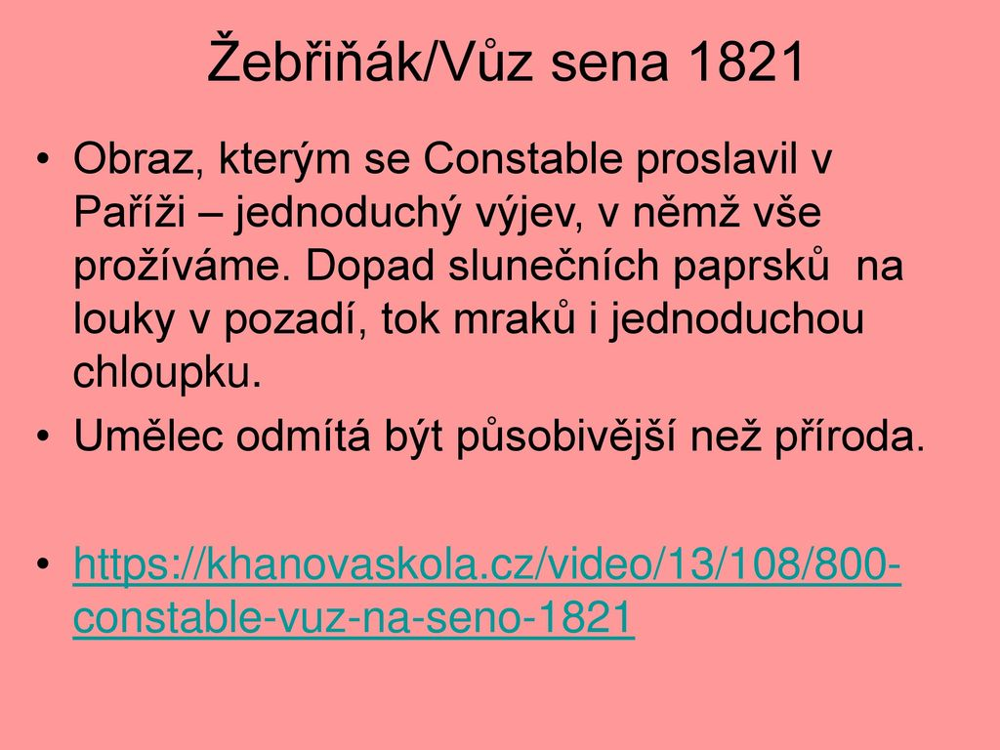 Žebřiňák/Vůz sena 1821
• Obraz, kterým se Constable proslavil v
Paříži – jednoduchý výjev, v němž vše
prožíváme. Dopad slunečních paprsků  na
louky v pozadí, tok mraků i jednoduchou
chloupku.
• Umělec odmítá být působivější než příroda.
• https://khanovaskola.cz/video/13/108/800-
constable-vuz-na-seno-1821